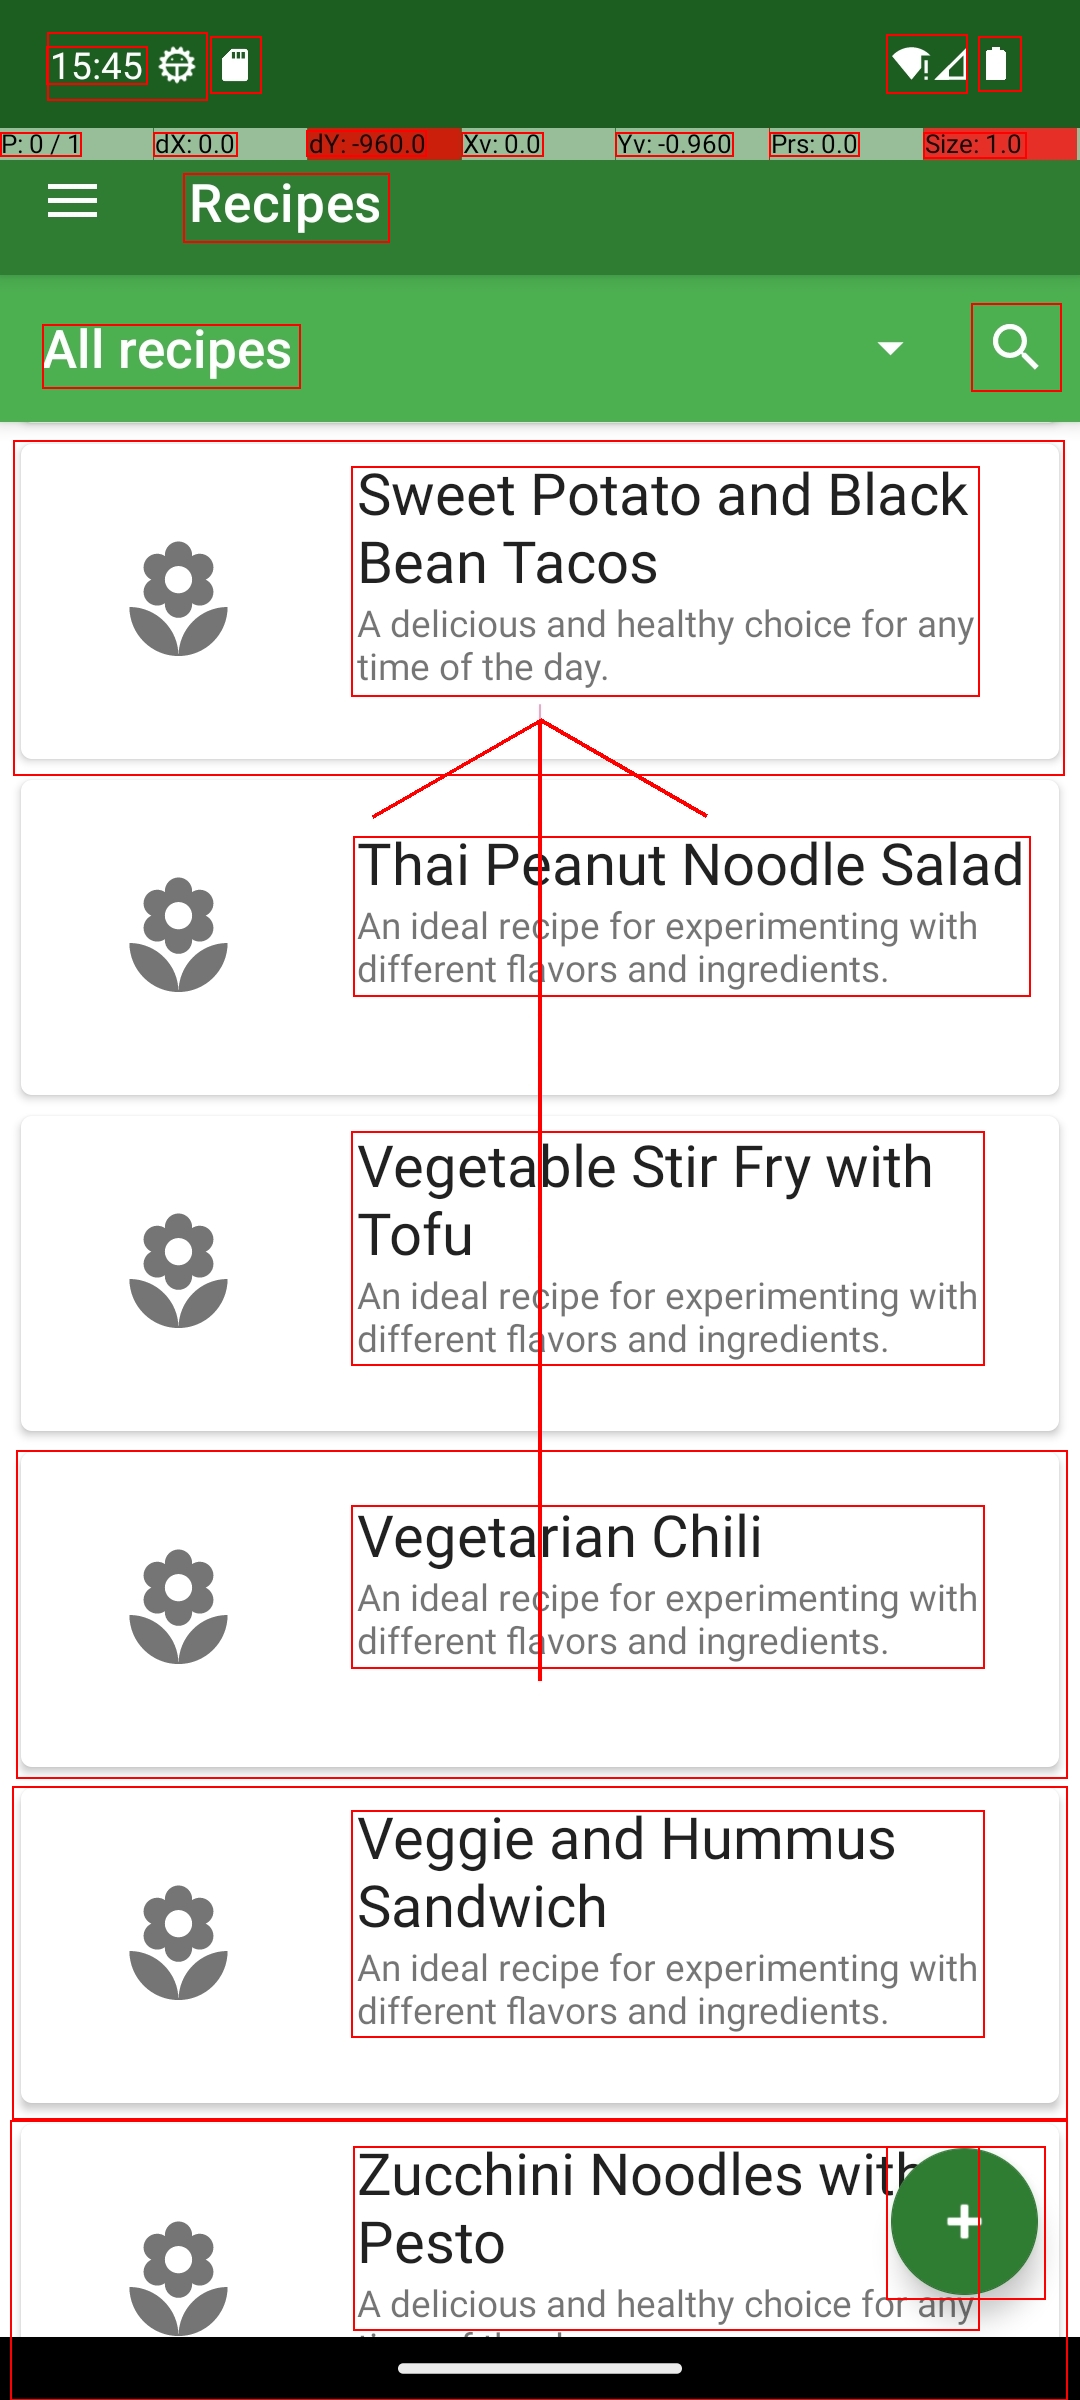 15:45
P: 0 / 1
dX: 0.0
dY: -960.0
Xv: 0.0
Yv: -0.960
Prs: 0.0
Size: 1.0
Recipes
All recipes
Sweet Potato and Black
Bean Tacos
A delicious and healthy choice for any
time of the day.
Thai Peanut Noodle Salad
An ideal recipe for experimenting with
different flavors and ingredients.
Vegetable Stir Fry with
Tofu
An ideal recipe for experimenting with
different flavors and ingredients.
Vegetarian Chili
An ideal recipe for experimenting with
different flavors and ingredients.
Veggie and Hummus
Sandwich
An ideal recipe for experimenting with
different flavors and ingredients.
Zucchini Noodles with
Pesto
A delicious and healthy choice for any